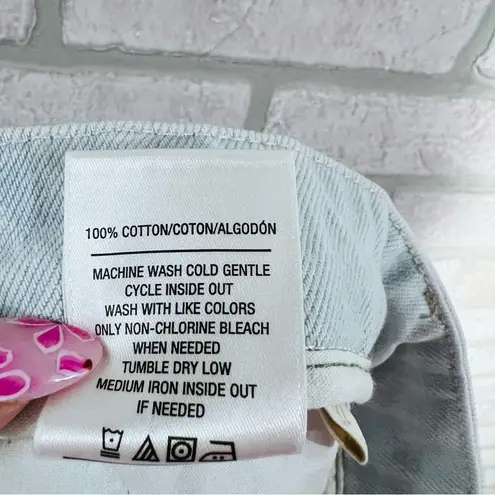 100% COTTON/COTON/ALGODÓN
MACHINE WASH COLD GENTLE
CYCLE INSIDE OUT
WASH WITH LIKE COLORS
ONLY NON-CHLORINE BLEACH
WHEN NEEDED
TUMBLE DRY LOW
MEDIUM IRON INSIDE OUT
IF NEEDED